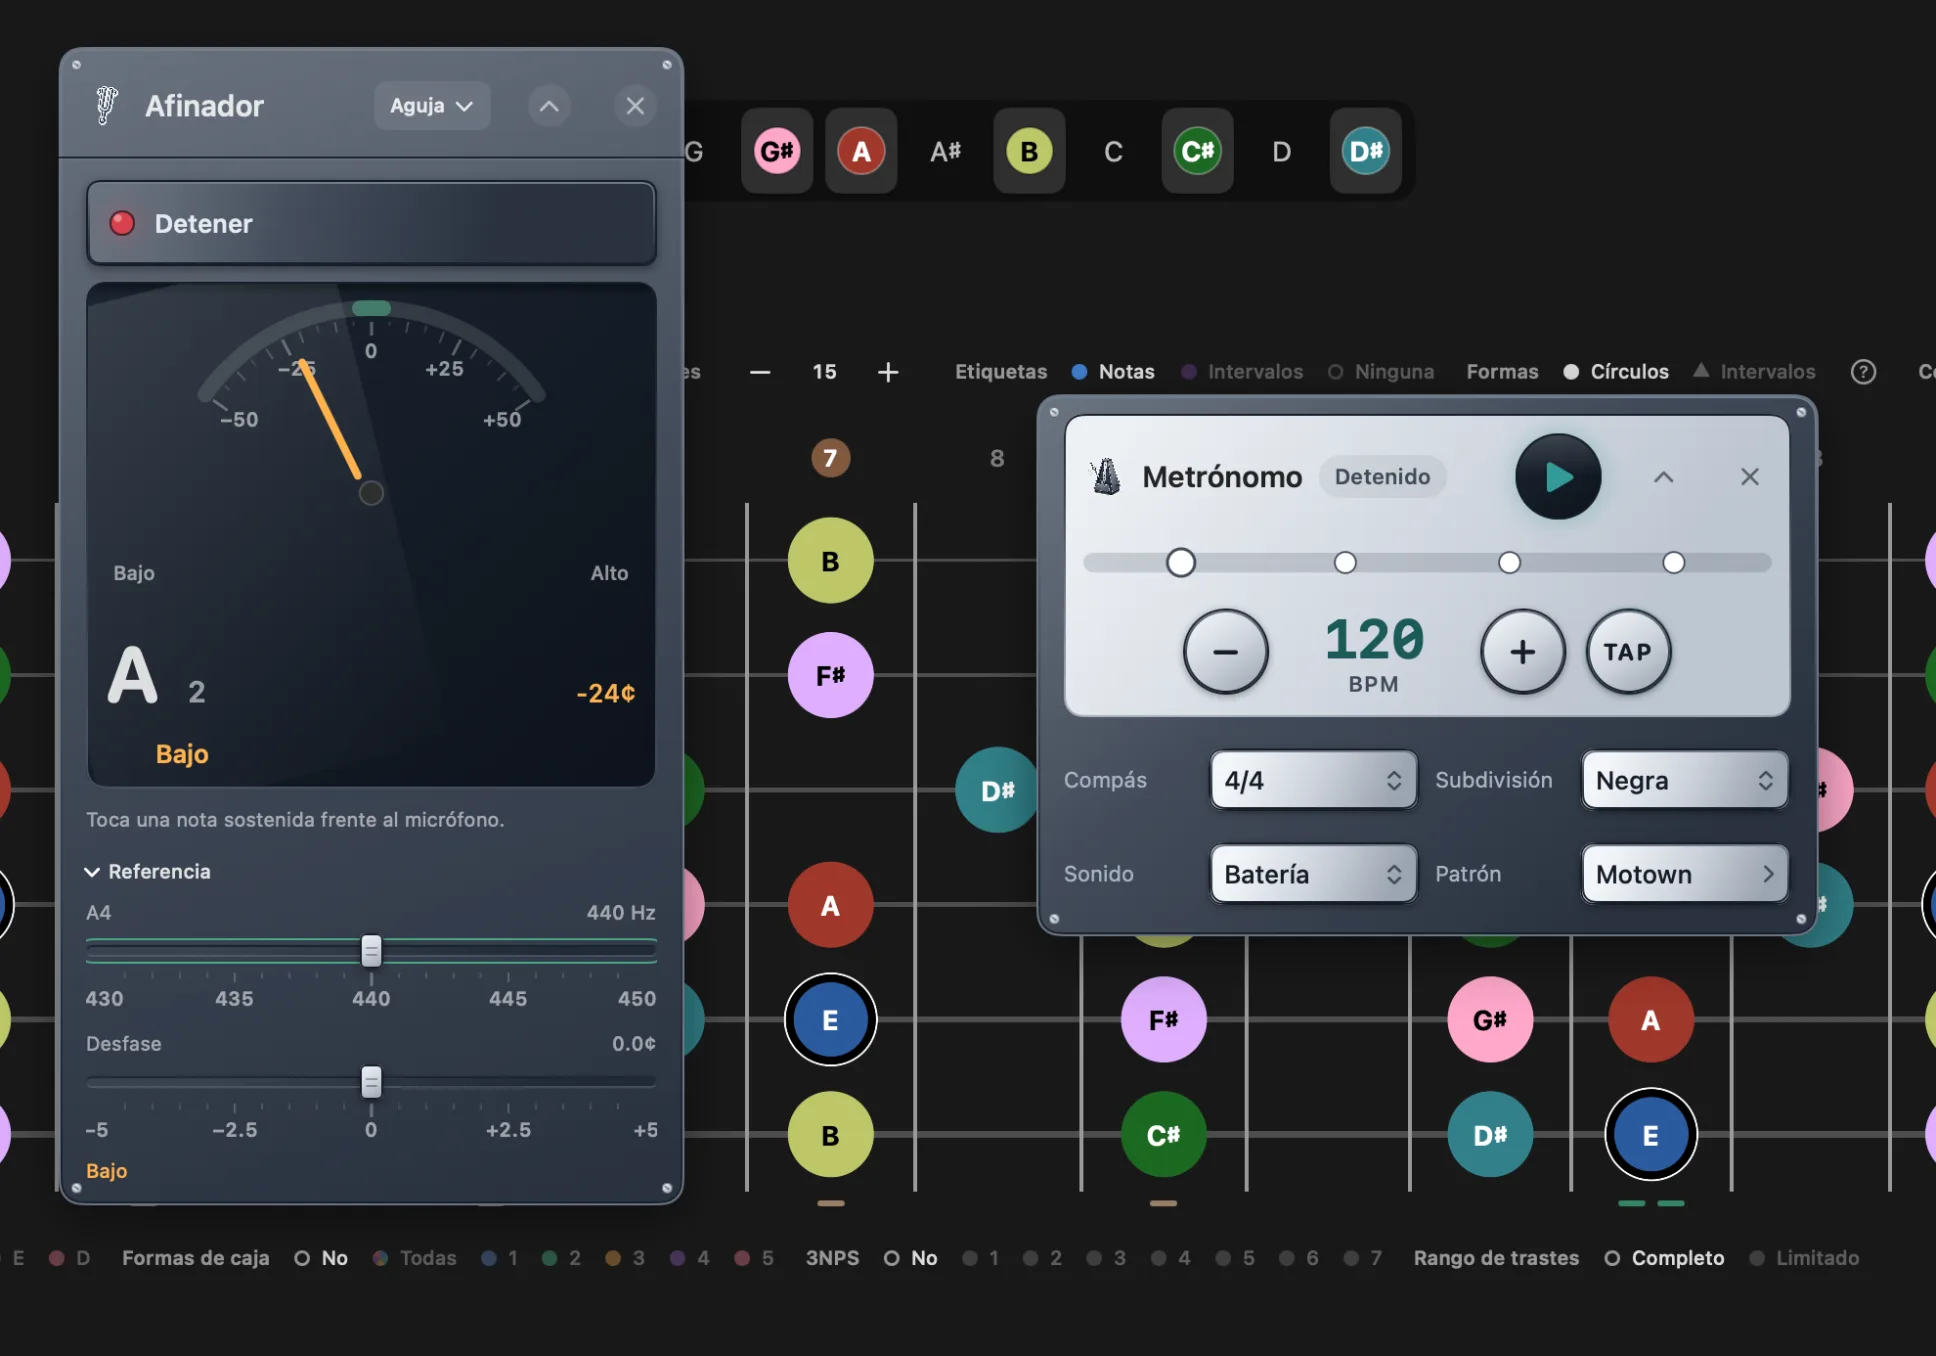 Afinador
Aguja
Detener
0
-25
+25
-50
+50
Bajo
Alto
A 2
-24¢
Bajo
Toca una nota sostenida frente al micrófono.
Referencia
A4
440 Hz
430 435 440 445 450
Desfase
0.0¢
-5 -2.5 0 +2.5 +5
Bajo
G G# A A# B C C# D D#
es − 15 + Etiquetas Notas Intervalos Ninguna Formas Círculos Intervalos ?
7 8
Metrónomo
Detenido
− 120 + TAP
BPM
Compás 4/4 Subdivisión Negra
Sonido Batería Patrón Motown
B
F#
D#
A
E F# G# A
B C# D# E
E D Formas de caja No Todas 1 2 3 4 5 3NPS No 1 2 3 4 5 6 7 Rango de trastes Completo Limitado